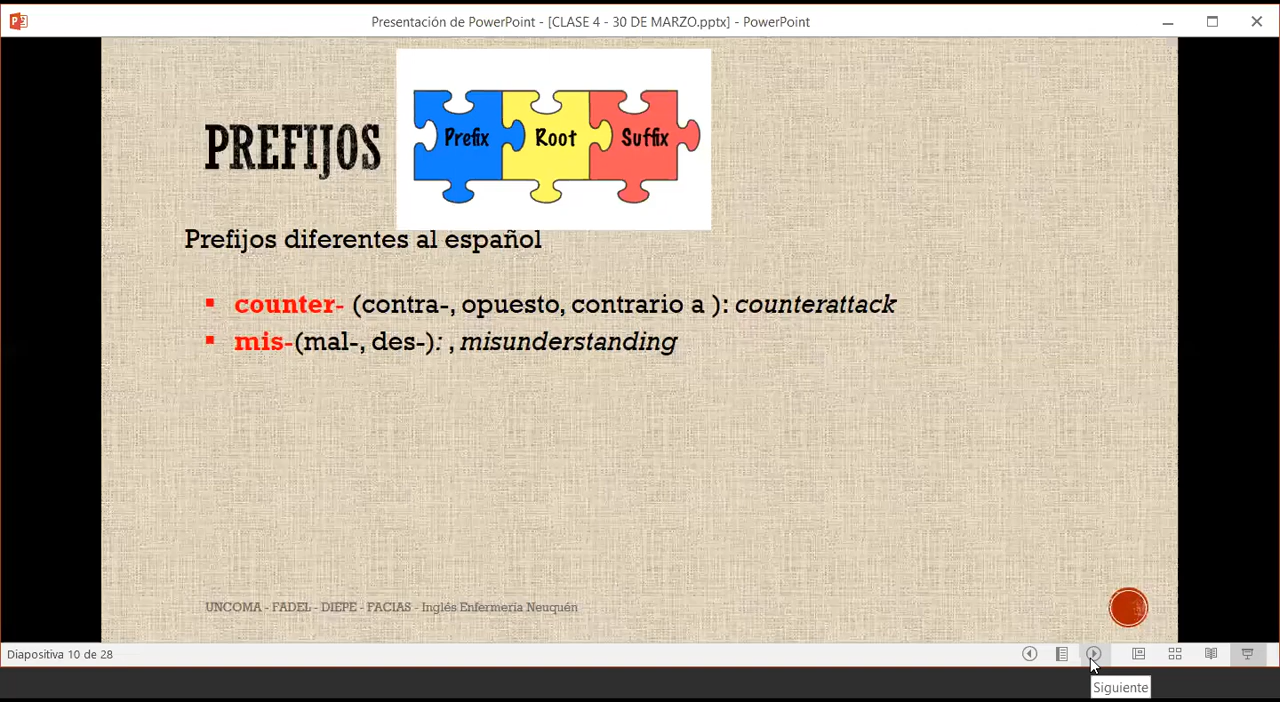 Presentación de PowerPoint - [CLASE 4 - 30 DE MARZO.pptx] - PowerPoint
PREFIJOS
Prefix Root Suffix
Prefijos diferentes al español
▪ counter- (contra-, opuesto, contrario a ): counterattack
▪ mis-(mal-, des-): , misunderstanding
UNCOMA - FADEL - DIEPE - FACIAS - Inglés Enfermería Neuquén
Diapositiva 10 de 28
Siguiente